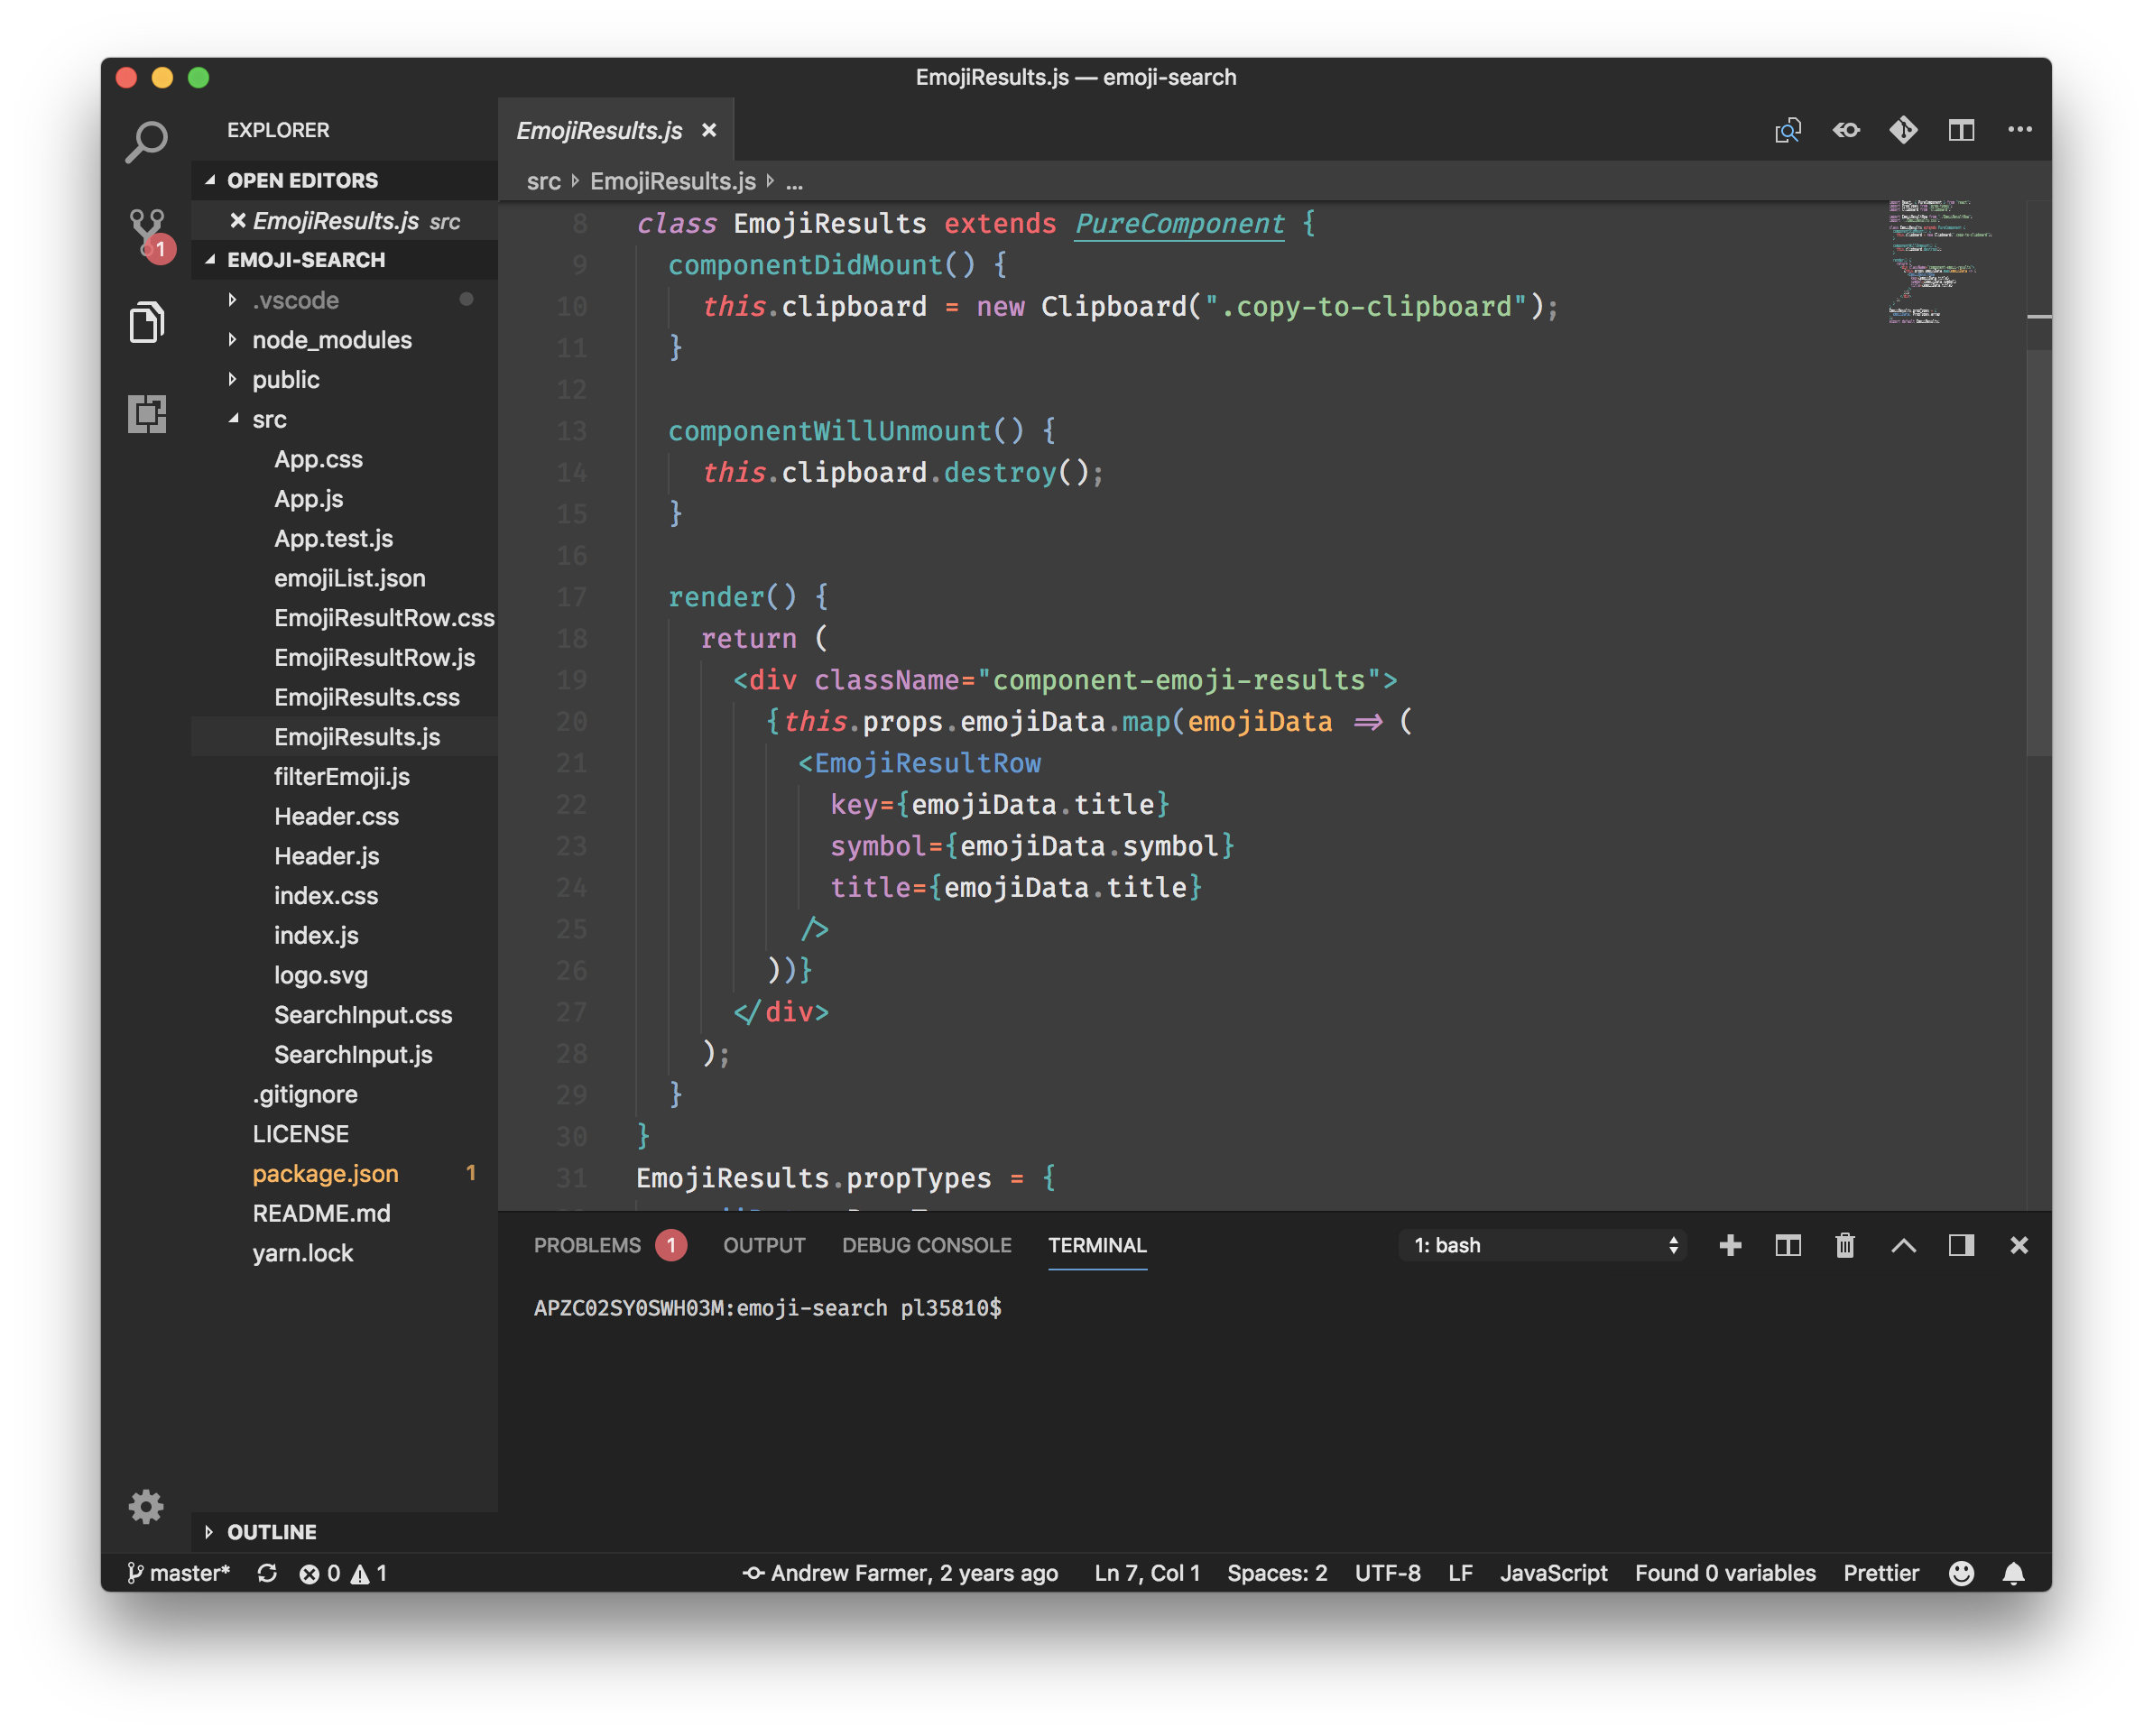 EmojiResults.js — emoji-search
EXPLORER
OPEN EDITORS
EmojiResults.js src
EMOJI-SEARCH
.vscode
node_modules
public
src
App.css
App.js
App.test.js
emojiList.json
EmojiResultRow.css
EmojiResultRow.js
EmojiResults.css
EmojiResults.js
filterEmoji.js
Header.css
Header.js
index.css
index.js
logo.svg
SearchInput.css
SearchInput.js
.gitignore
LICENSE
package.json 1
README.md
yarn.lock
OUTLINE
1
EmojiResults.js ×
src EmojiResults.js ...
8 class EmojiResults extends PureComponent {
9 componentDidMount() {
10 this.clipboard = new Clipboard(".copy-to-clipboard");
11 }
12
13 componentWillUnmount() {
14 this.clipboard.destroy();
15 }
16
17 render() {
18 return (
19 <div className="component-emoji-results">
20 {this.props.emojiData.map(emojiData => (
21 <EmojiResultRow
22 key={emojiData.title}
23 symbol={emojiData.symbol}
24 title={emojiData.title}
25 />
26 ))}
27 </div>
28 );
29 }
30 }
31 EmojiResults.propTypes = {
PROBLEMS 1 OUTPUT DEBUG CONSOLE TERMINAL 1: bash
APZC02SY0SWH03M:emoji-search pl35810$
master* 0 1 Andrew Farmer, 2 years ago Ln 7, Col 1 Spaces: 2 UTF-8 LF JavaScript Found 0 variables Prettier